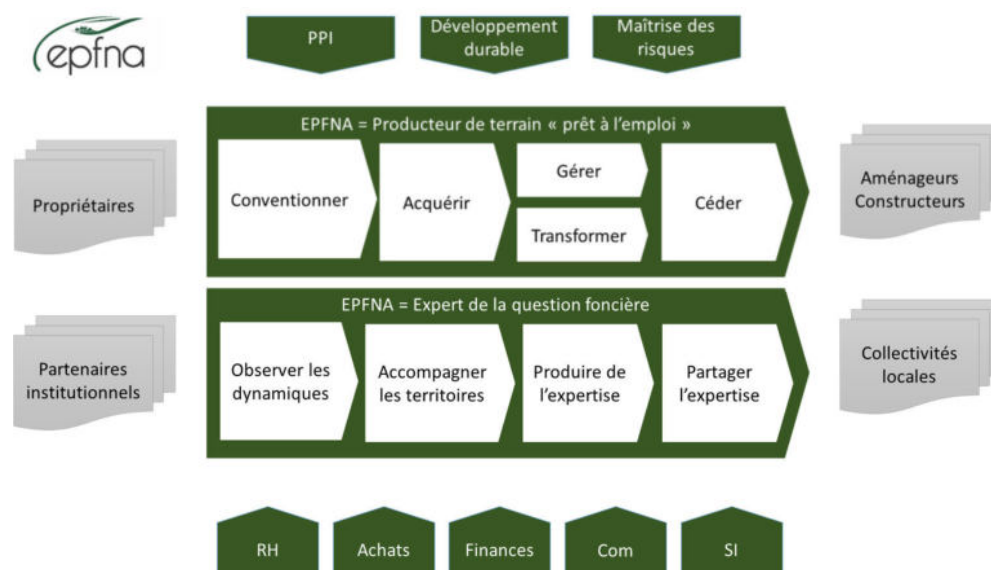 epfna
PPI
Développement
durable
Maîtrise des
risques
EPFNA = Producteur de terrain « prêt à l'emploi »
Propriétaires
Conventionner
Acquérir
Gérer
Transformer
Céder
Aménageurs
Constructeurs
EPFNA = Expert de la question foncière
Partenaires
institutionnels
Observer les
dynamiques
Accompagner
les territoires
Produire de
l'expertise
Partager
l'expertise
Collectivités
locales
RH
Achats
Finances
Com
SI